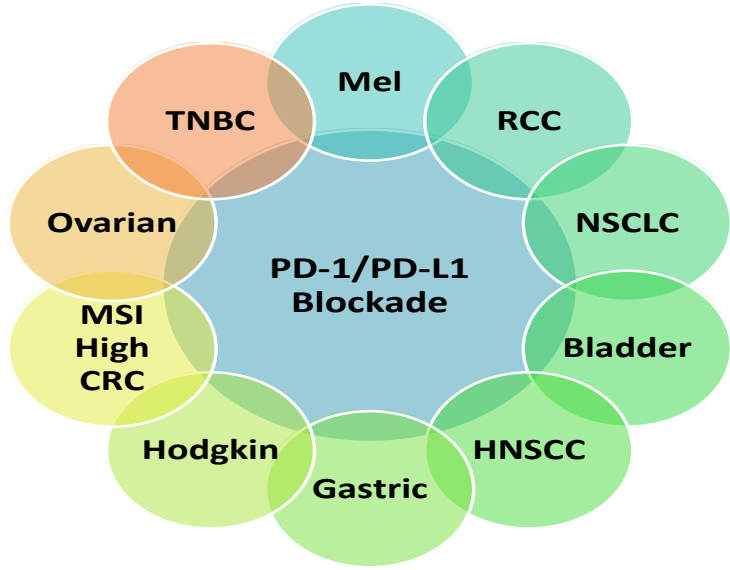 Mel
RCC
TNBC
NSCLC
Ovarian
PD-1/PD-L1
Blockade
MSI
High
CRC
Bladder
Hodgkin
HNSCC
Gastric